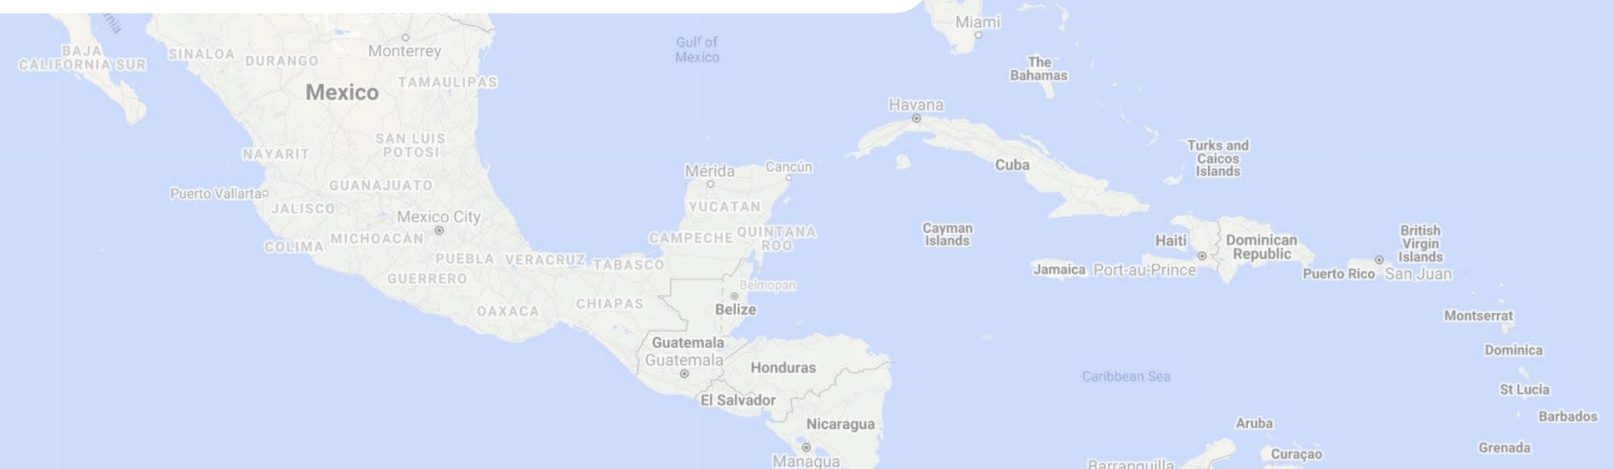 Miami
Gulf of
Mexico
Monterrey
BAJA
CALIFORNIA SUR
SINALOA
DURANGO
The
Bahamas
TAMAULIPAS
Mexico
Havana
SAN LUIS
POTOSI
NAYARIT
Turks and
Caicos
Islands
Cuba
Mérida
Cancún
GUANAJUATO
Puerto Vallarta
YUCATAN
JALISCO
Mexico City
Cayman
Islands
COLIMA
MICHOACÁN
CAMPECHE
QUINTANA
ROO
Haiti
Dominican
Republic
British
Virgin
Islands
PUEBLA
VERACRUZ
TABASCO
GUERRERO
Jamaica
Port-au-Prince
Puerto Rico
San Juan
Belmopan
Belize
CHIAPAS
OAXACA
Montserrat
Guatemala
Guatemala
Dominica
Honduras
Caribbean Sea
St Lucia
El Salvador
Barbados
Nicaragua
Aruba
Grenada
Curaçao
Managua
Barranquilla